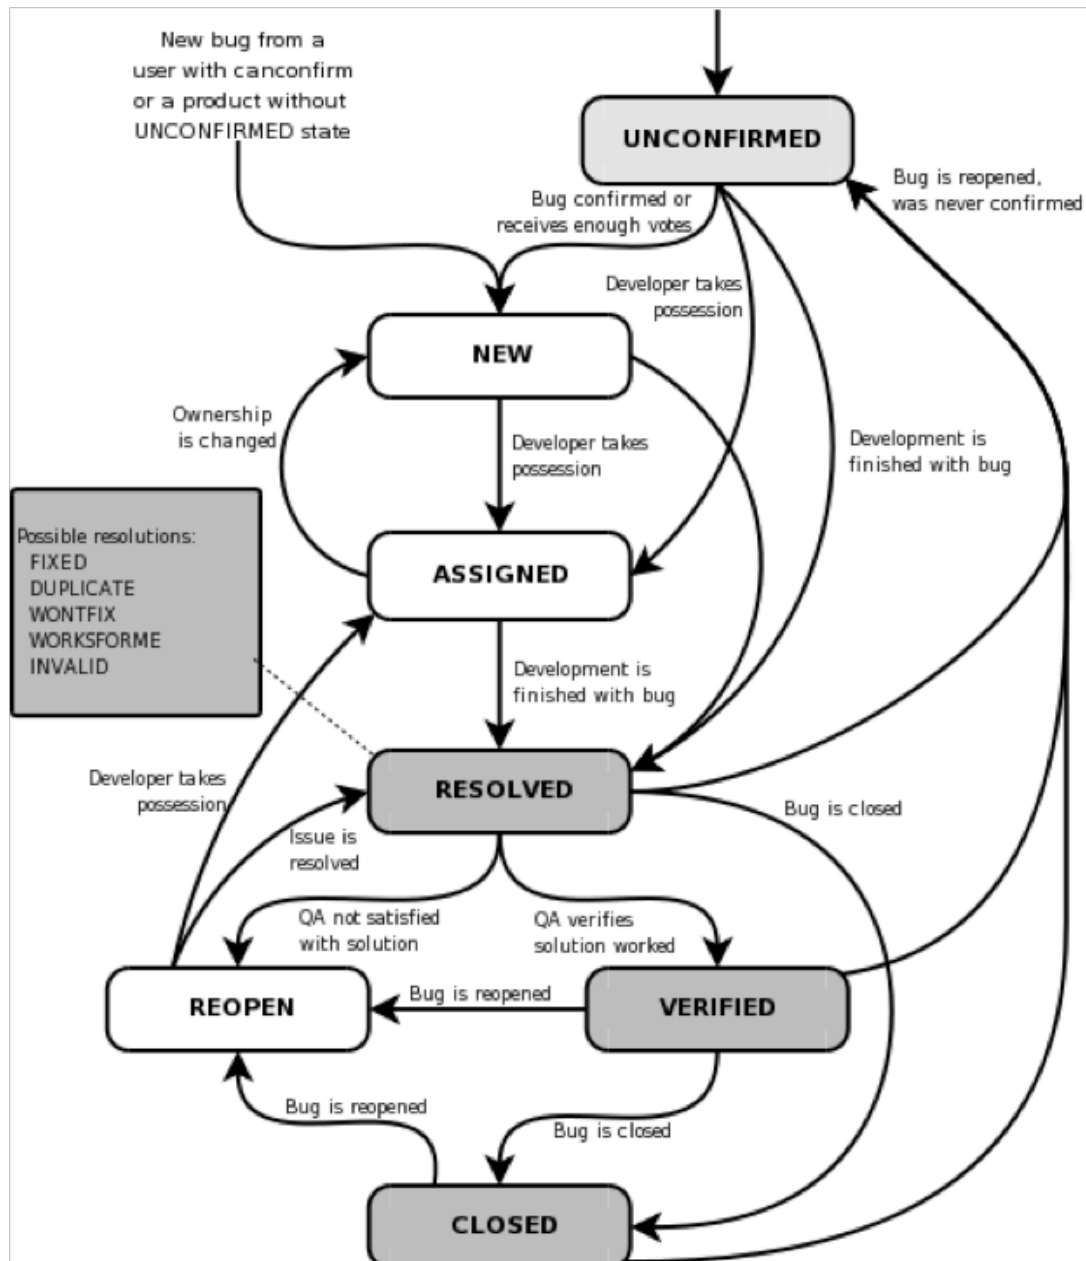 New bug from a
user with canconfirm
or a product without
UNCONFIRMED state
UNCONFIRMED
Bug is reopened,
was never confirmed
Bug confirmed or
receives enough votes
Developer takes
possession
NEW
Ownership
is changed
Developer takes
possession
Development is
finished with bug
Possible resolutions:
FIXED
DUPLICATE
WONTFIX
WORKSFORME
INVALID
ASSIGNED
Development is
finished with bug
Developer takes
possession
RESOLVED
Bug is closed
Issue is
resolved
QA not satisfied
with solution
QA verifies
solution worked
REOPEN
Bug is reopened
VERIFIED
Bug is reopened
Bug is closed
CLOSED